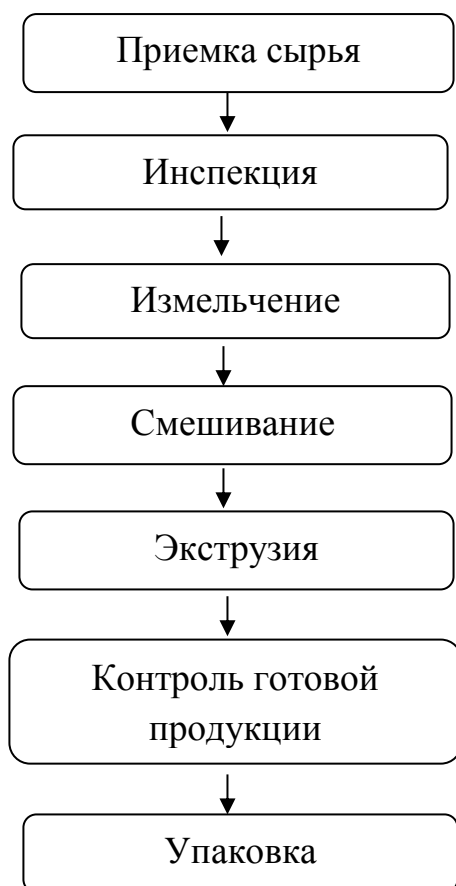 Приемка сырья
Инспекция
Измельчение
Смешивание
Экструзия
Контроль готовой
продукции
Упаковка